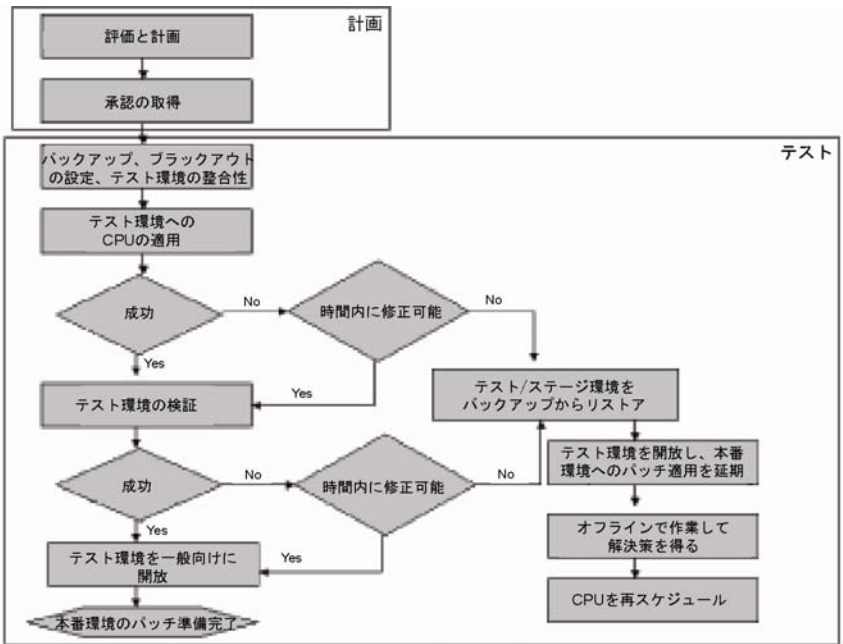 計画
評価と計画
承認の取得
テスト
バックアップ、ブラックアウト
の設定、テスト環境の整合性
テスト環境への
CPUの適用
成功
No
時間内に修正可能
No
Yes
Yes
テスト環境の検証
テスト/ステージ環境を
バックアップからリストア
成功
No
時間内に修正可能
No
テスト環境を開放し、本番
環境へのパッチ適用を延期
Yes
Yes
オフラインで作業して
解決策を得る
テスト環境を一般向けに
開放
CPUを再スケジュール
本番環境のパッチ準備完了